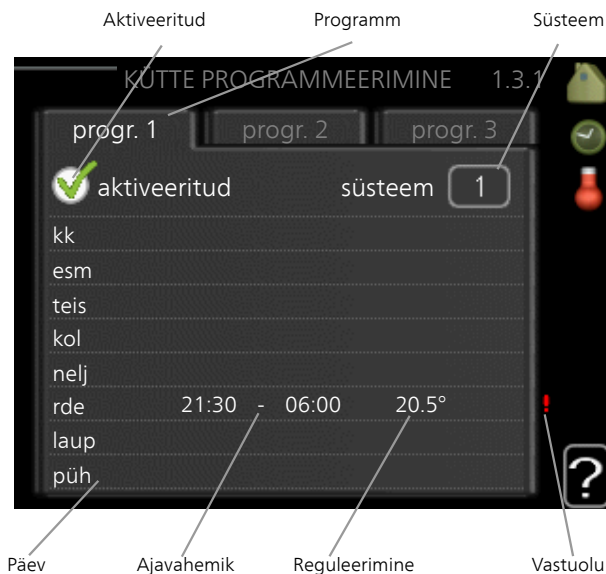 Aktiveeritud Programm Süsteem
KÜTTE PROGRAMMEERIMINE 1.3.1
progr. 1 progr. 2 progr. 3
aktiveeritud süsteem 1
kk
esm
teis
kol
nelj
rde 21:30 - 06:00 20.5° !
laup
püh
?
Päev Ajavahemik Reguleerimine Vastuolu